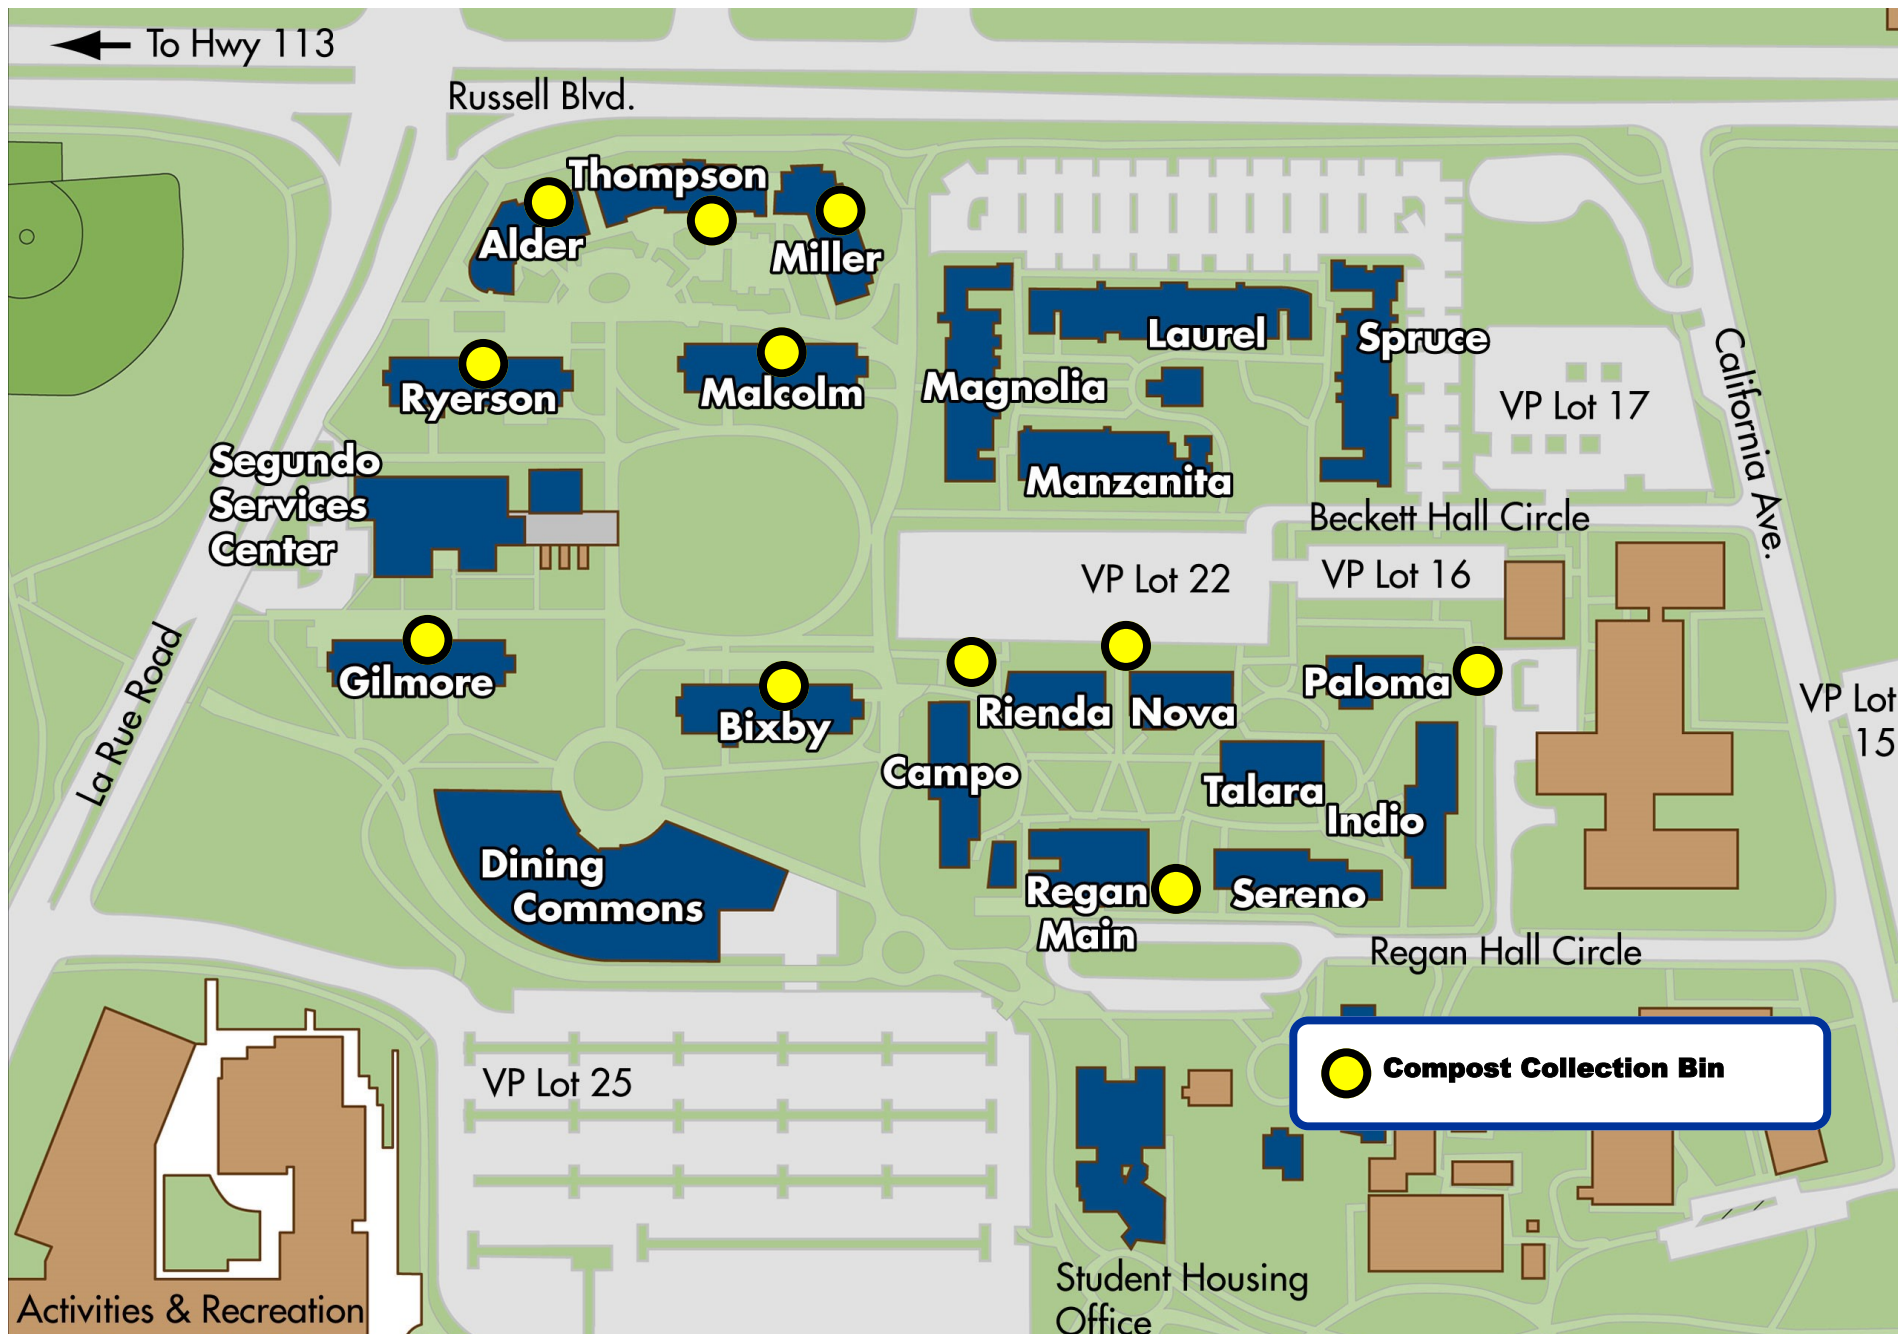 To Hwy 113
Russell Blvd.
Thompson
Alder
Miller
Laurel
Spruce
Magnolia
Ryerson
Malcolm
California Ave.
VP Lot 17
Segundo
Services
Center
Manzanita
Beckett Hall Circle
VP Lot 22
VP Lot 16
La Rue Road
Gilmore
Bixby
Rienda
Nova
Paloma
VP Lot
15
Campo
Talara
Indio
Dining
Commons
Regan
Main
Sereno
Regan Hall Circle
Compost Collection Bin
VP Lot 25
Student Housing
Office
Activities & Recreation